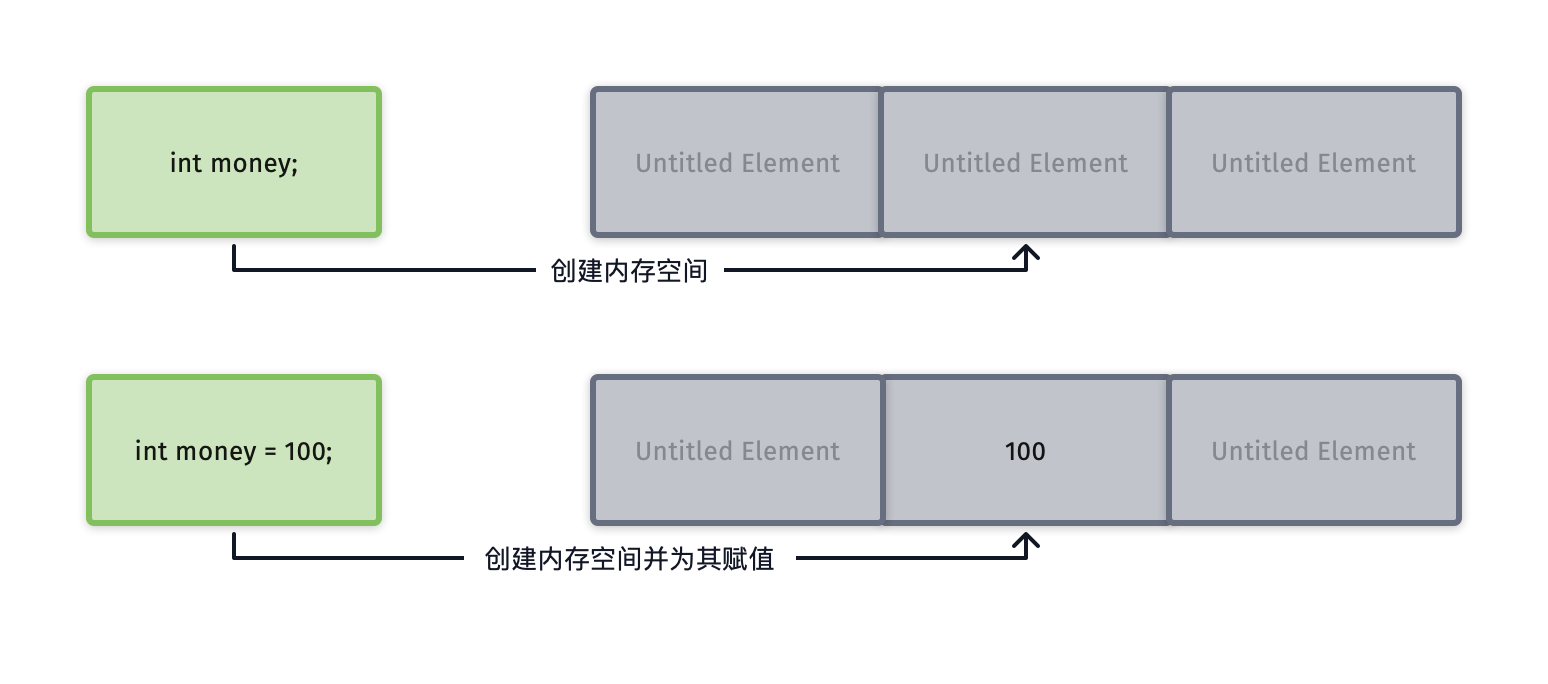 int money;
Untitled Element
Untitled Element
Untitled Element
创建内存空间
int money = 100;
Untitled Element
100
Untitled Element
创建内存空间并为其赋值